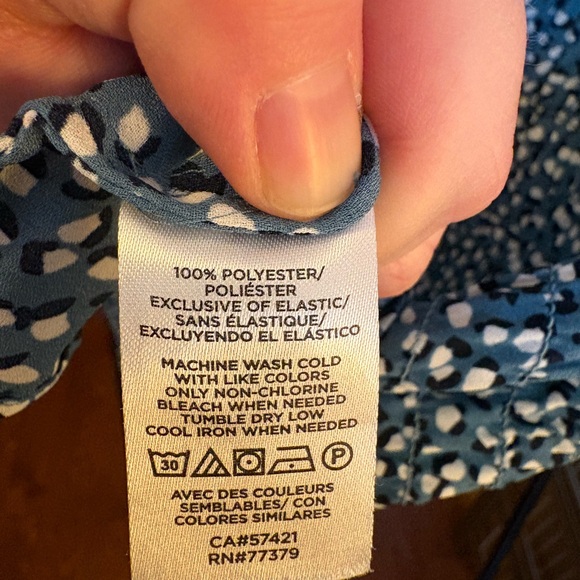 100% POLYESTER/
POLIÉSTER
EXCLUSIVE OF ELASTIC/
SANS ÉLASTIQUE/
EXCLUYENDO EL ELÁSTICO
MACHINE WASH COLD
WITH LIKE COLORS
ONLY NON-CHLORINE
BLEACH WHEN NEEDED
TUMBLE DRY LOW
COOL IRON WHEN NEEDED
30 P
AVEC DES COULEURS
SEMBLABLES/ CON
COLORES SIMILARES
CA#57421
RN#77379